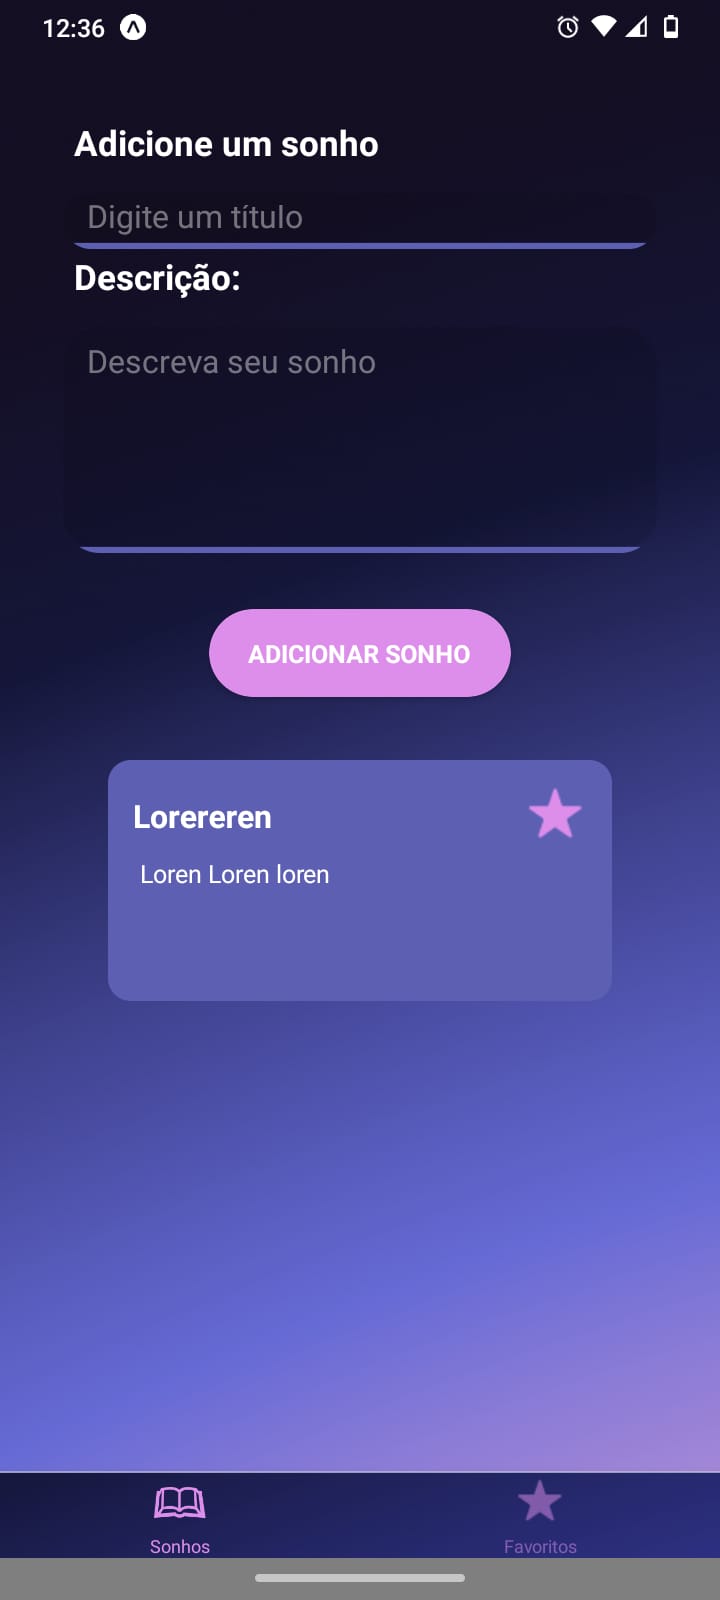 12:36
Adicione um sonho
Digite um título
Descrição:
Descreva seu sonho
ADICIONAR SONHO
Lorereren
Loren Loren loren
Sonhos
Favoritos